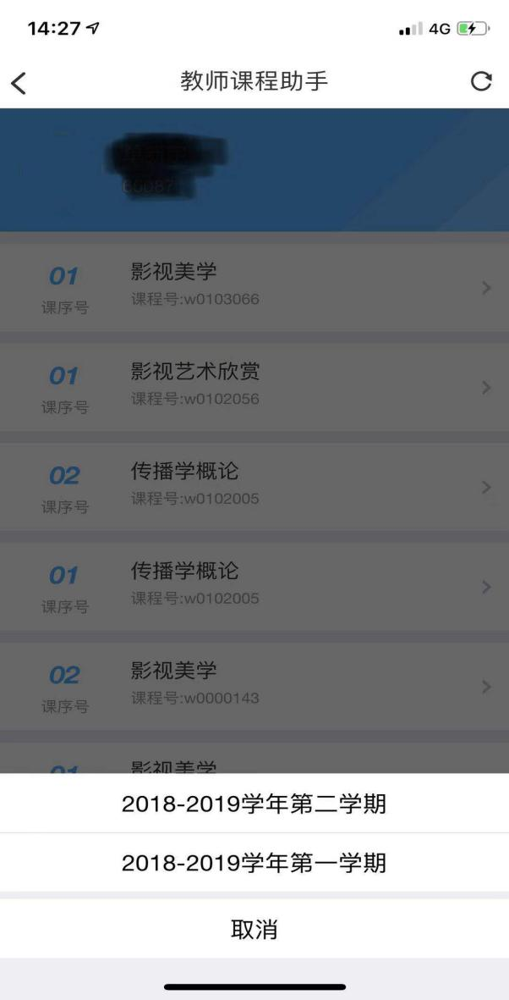 14:27
4G
教师课程助手
01
影视美学
课序号
课程号:w0103066
01
影视艺术欣赏
课序号
课程号:w0102056
02
传播学概论
课序号
课程号:w0102005
01
传播学概论
课序号
课程号:w0102005
02
影视美学
课序号
课程号:w0000143
01
影视美学
2018-2019学年第二学期
2018-2019学年第一学期
取消